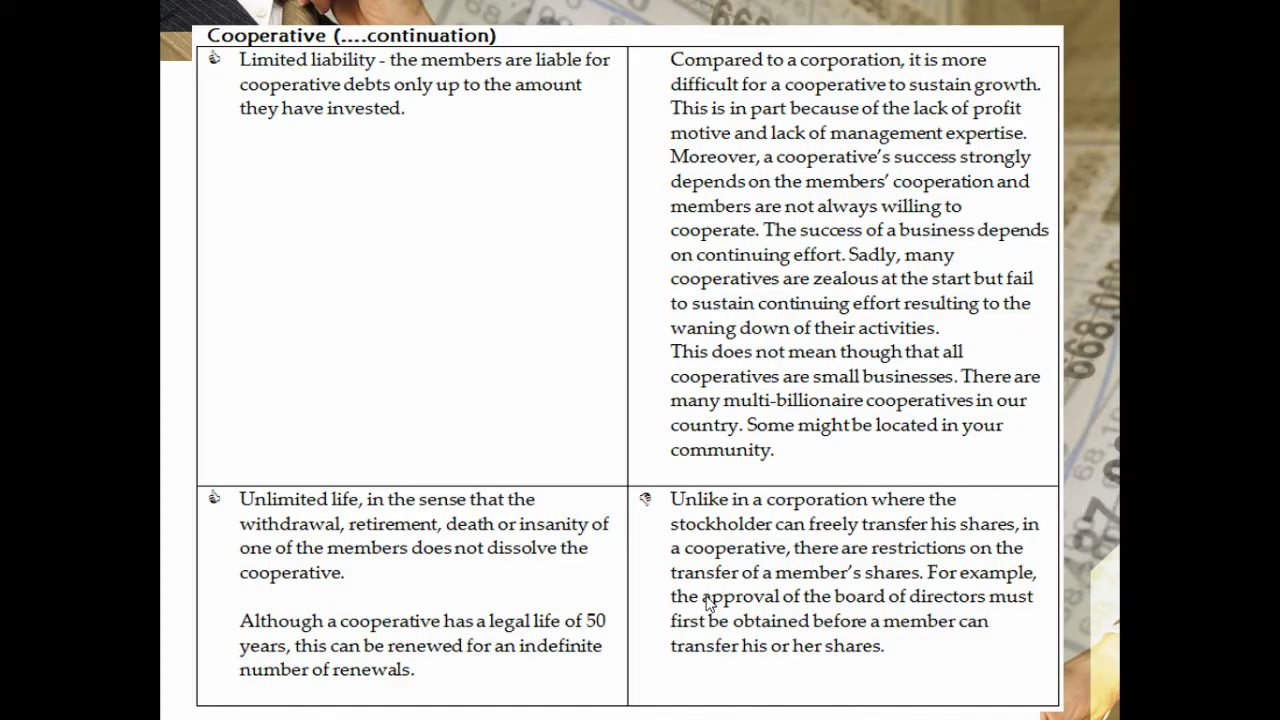 Cooperative (....continuation)
Limited liability - the members are liable for
cooperative debts only up to the amount
they have invested.
Compared to a corporation, it is more
difficult for a cooperative to sustain growth.
This is in part because of the lack of profit
motive and lack of management expertise.
Moreover, a cooperative's success strongly
depends on the members' cooperation and
members are not always willing to
cooperate. The success of a business depends
on continuing effort. Sadly, many
cooperatives are zealous at the start but fail
to sustain continuing effort resulting to the
waning down of their activities.
This does not mean though that all
cooperatives are small businesses. There are
many multi-billionaire cooperatives in our
country. Some might be located in your
community.
Unlimited life, in the sense that the
withdrawal, retirement, death or insanity of
one of the members does not dissolve the
cooperative.
Although a cooperative has a legal life of 50
years, this can be renewed for an indefinite
number of renewals.
Unlike in a corporation where the
stockholder can freely transfer his shares, in
a cooperative, there are restrictions on the
transfer of a member's shares. For example,
the approval of the board of directors must
first be obtained before a member can
transfer his or her shares.